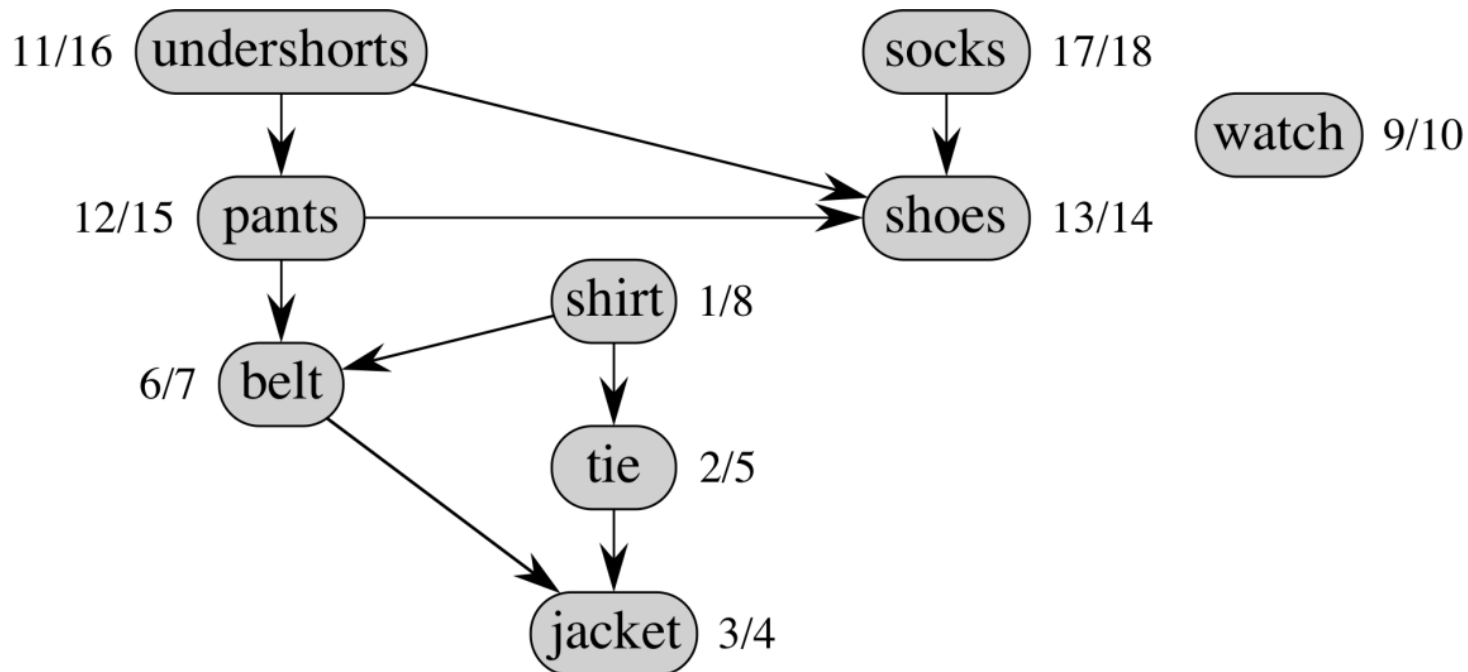 11/16 undershorts socks 17/18
watch 9/10
12/15 pants shoes 13/14
shirt 1/8
6/7 belt
tie 2/5
jacket 3/4